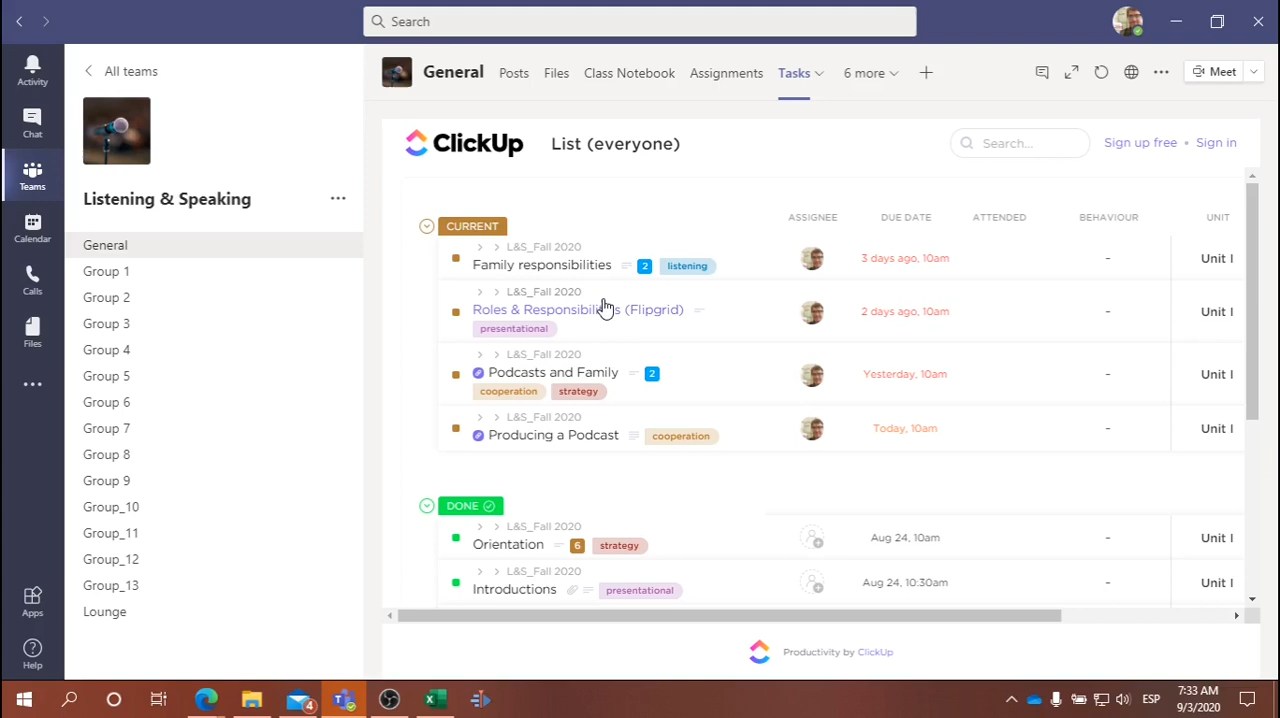 Search
Activity
Chat
Teams
Calendar
Calls
Files
Apps
Help
All teams
Listening & Speaking
General
Group 1
Group 2
Group 3
Group 4
Group 5
Group 6
Group 7
Group 8
Group 9
Group_10
Group_11
Group_12
Group_13
Lounge
General Posts Files Class Notebook Assignments Tasks 6 more Meet
ClickUp List (everyone) Search... Sign up free • Sign in
CURRENT ASSIGNEE DUE DATE ATTENDED BEHAVIOUR UNIT
L&S_Fall 2020
Family responsibilities 2 listening 3 days ago, 10am - Unit I
L&S_Fall 2020
Roles & Responsibilities (Flipgrid) 2 days ago, 10am - Unit I
presentational
L&S_Fall 2020
Podcasts and Family 2 Yesterday, 10am - Unit I
cooperation strategy
L&S_Fall 2020
Producing a Podcast cooperation Today, 10am - Unit I
DONE
L&S_Fall 2020
Orientation 6 strategy Aug 24, 10am - Unit I
L&S_Fall 2020
Introductions presentational Aug 24, 10:30am - Unit I
Productivity by ClickUp
4 ESP 7:33 AM
9/3/2020